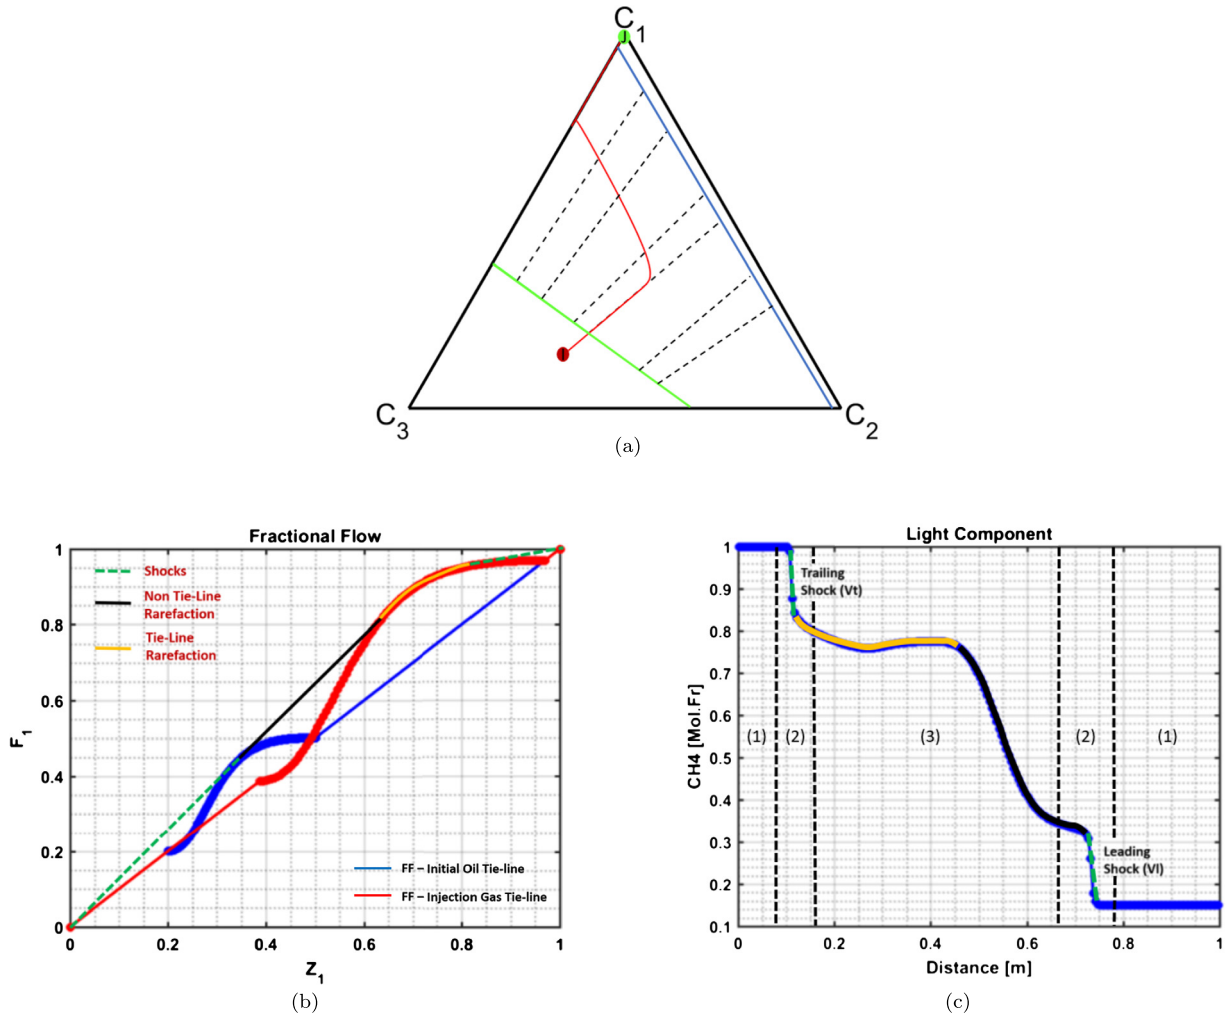 C1
I
C3
C2
I
(a)
Fractional Flow
1
0.8
0.6
0.4
0.2
0
F1
Shocks
Non Tie-Line
Rarefaction
Tie-Line
Rarefaction
FF – Initial Oil Tie-line
FF – Injection Gas Tie-line
0 0.2 0.4 0.6 0.8 1
Z1
(b)
Light Component
1
0.9
0.8
0.7
0.6
0.5
0.4
0.3
0.2
0.1
CH4 [Mol.Fr]
Trailing
Shock (Vt)
(1) (2) (3) (2) (1)
Leading
Shock (Vl)
0 0.2 0.4 0.6 0.8 1
Distance [m]
(c)